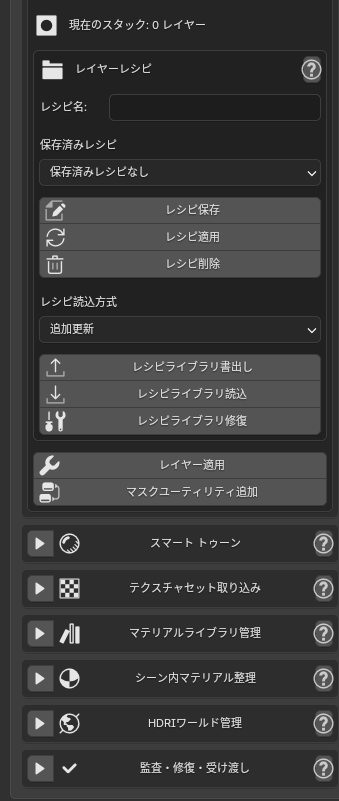 現在のスタック: 0 レイヤー
レイヤーレシピ
レシピ名:
保存済みレシピ
保存済みレシピなし
レシピ保存
レシピ適用
レシピ削除
レシピ読込方式
追加更新
レシピライブラリ書出し
レシピライブラリ読込
レシピライブラリ修復
レイヤー適用
マスクユーティリティ追加
スマート トゥーン
テクスチャセット取り込み
マテリアルライブラリ管理
シーン内マテリアル整理
HDRIワールド管理
監査・修復・受け渡し